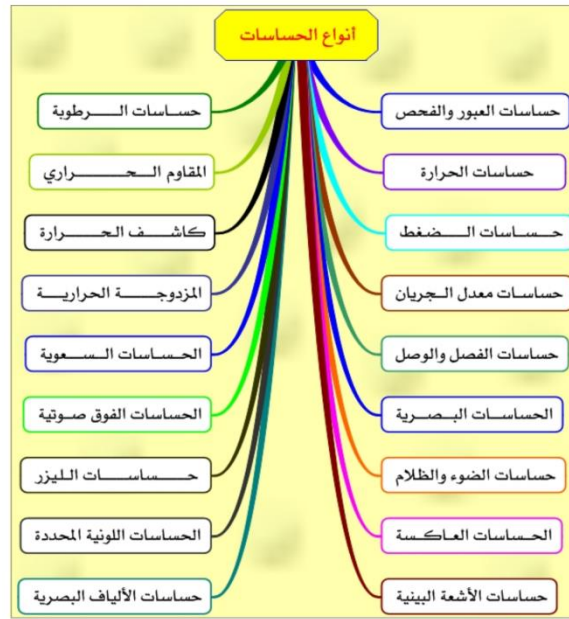 أنواع الحساسات
حساسات العبور والفحص
حساسات الحرارة
حساسات الضغط
حساسات معدل الجريان
حساسات الفصل والوصل
الحساسات البصرية
حساسات الضوء والظلام
الحساسات العاكسة
حساسات الأشعة البينية
حساسات الرطوبة
المقاوم الحراري
كاشف الحرارة
المزدوجة الحرارية
الحساسات السعوية
الحساسات الفوق صوتية
حساسات الليزر
الحساسات اللونية المحددة
حساسات الألياف البصرية